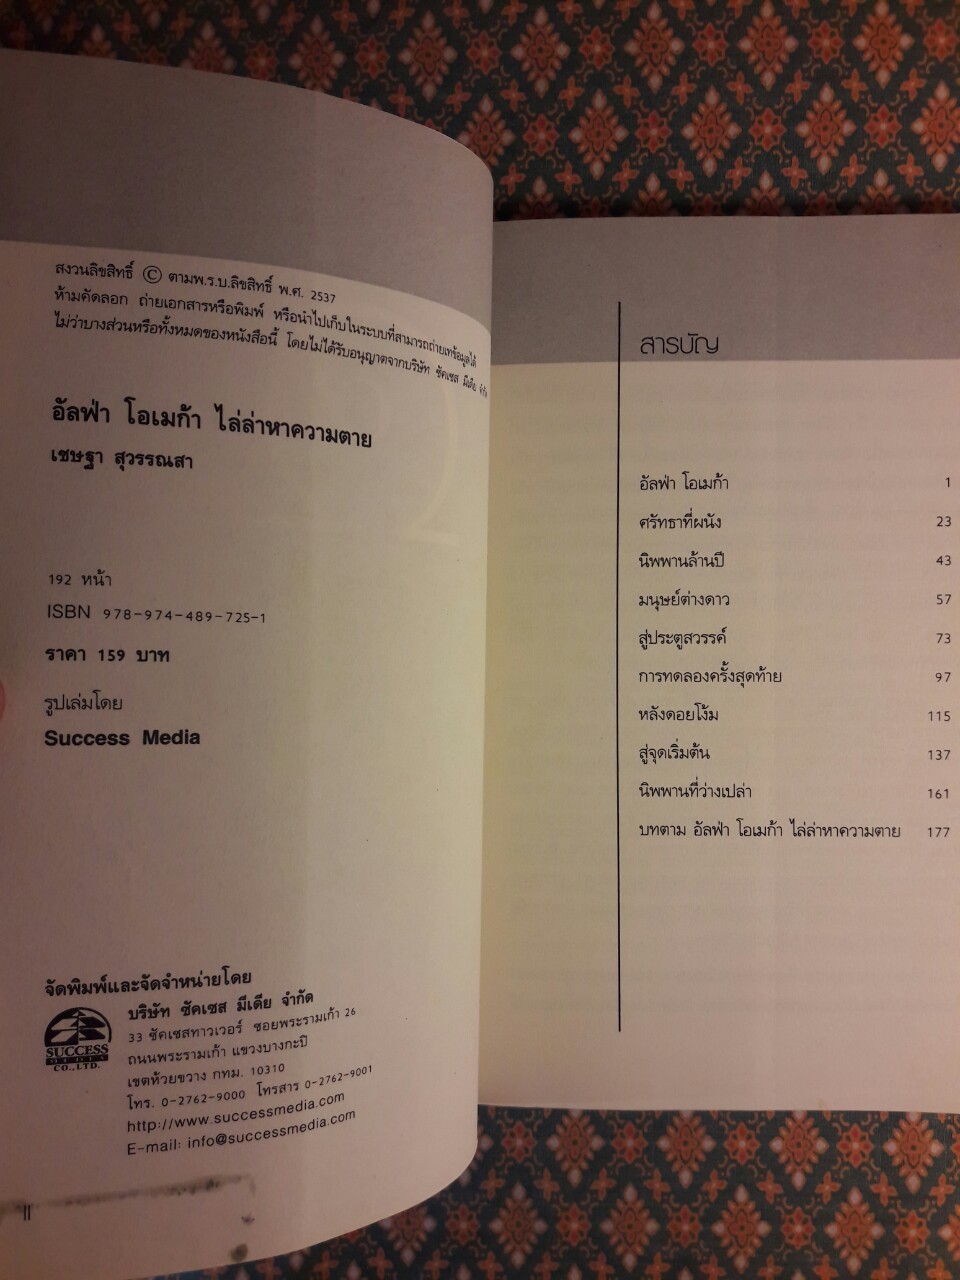 สงวนลิขสิทธิ์ © ตามพ.ร.บ.ลิขสิทธิ์ พ.ศ. 2537
ห้ามคัดลอก ถ่ายเอกสารหรือพิมพ์ หรือนำไปเก็บในระบบที่สามารถถ่ายเทข้อมูลได้
ไม่ว่าบางส่วนหรือทั้งหมดของหนังสือนี้ โดยไม่ได้รับอนุญาตจากบริษัท ซัคเซส มีเดีย จำกัด
อัลฟ่า โอเมก้า ไล่ล่าหาความตาย
เชษฐา สุวรรณสา
192 หน้า
ISBN 978-974-489-725-1
ราคา 159 บาท
รูปเล่มโดย
Success Media
จัดพิมพ์และจัดจำหน่ายโดย
บริษัท ซัคเซส มีเดีย จำกัด
33 ซัคเซสทาวเวอร์ ซอยพระรามเก้า 26
ถนนพระรามเก้า แขวงบางกะปิ
เขตห้วยขวาง กทม. 10310
โทร. 0-2762-9000 โทรสาร 0-2762-9001
http://www.successmedia.com
E-mail: info@successmedia.com
SUCCESS
MEDIA
CO.,LTD.
II
สารบัญ
อัลฟ่า โอเมก้า 1
ศรัทธาที่ผนัง 23
นิพพานล้านปี 43
มนุษย์ต่างดาว 57
สู่ประตูสวรรค์ 73
การทดลองครั้งสุดท้าย 97
หลังดอยโง้ม 115
สู่จุดเริ่มต้น 137
นิพพานที่ว่างเปล่า 161
บทตาม อัลฟ่า โอเมก้า ไล่ล่าหาความตาย 177